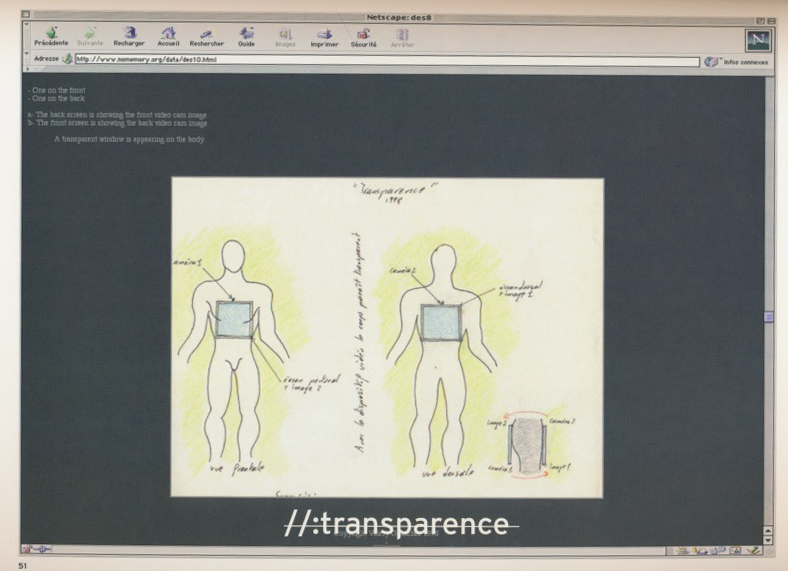 Netscape: des8
Précédente Suivante Recharger Accueil Rechercher Guide Images Imprimer Sécurité Arrêter
Adresse http://www.nomemory.org/data/des10.html Infos connexes
- One on the front
- One on the back
a- The back screen is showing the front video cam image
b- The front screen is showing the back video cam image
A transparent window is appearing on the body
"Transparence"
1998
caméra 1
écran pectoral
+ image 2
vue frontale
Avec le dispositif vidéo le corps paraît transparent
caméra 2
écran dorsal
+ image 1
vue dorsale
image 2 caméra 2
caméra 1 image 1
//:transparence
51